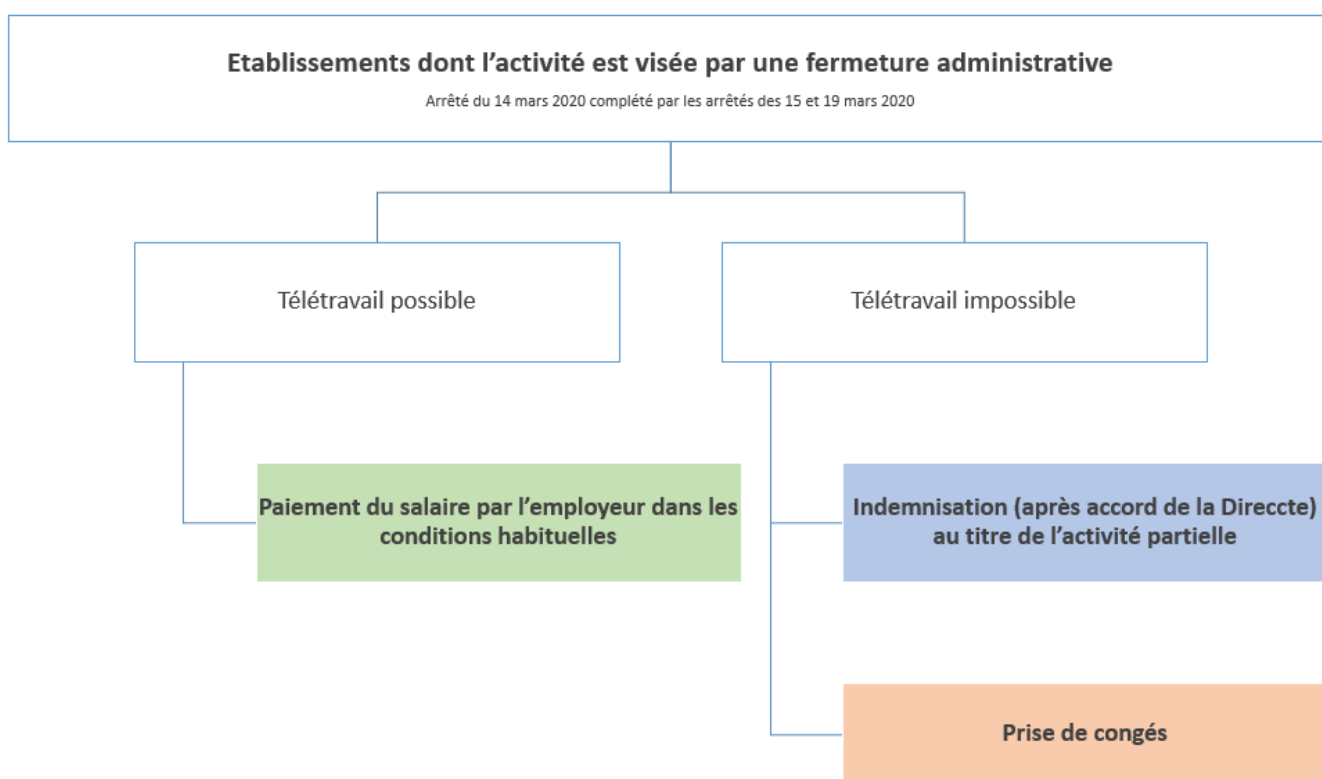 Etablissements dont l’activité est visée par une fermeture administrative
Arrêté du 14 mars 2020 complété par les arrêtés des 15 et 19 mars 2020
Télétravail possible
Télétravail impossible
Paiement du salaire par l’employeur dans les
conditions habituelles
Indemnisation (après accord de la Direccte)
au titre de l’activité partielle
Prise de congés